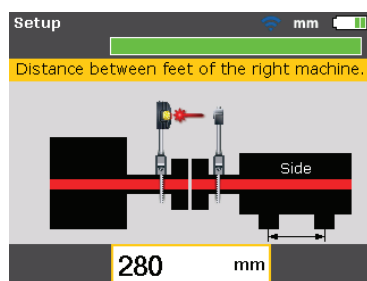 Setup mm
Distance between feet of the right machine.
Side
280 mm